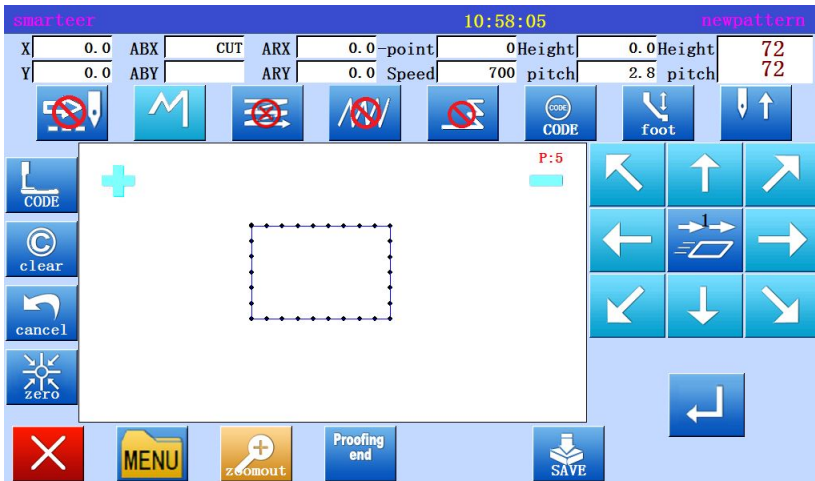 smarteer 10:58:05 newpattern
X 0.0 ABX CUT ARX 0.0 -point 0 Height 0.0 Height 72
Y 0.0 ABY ARY 0.0 Speed 700 pitch 2.8 pitch 72
CODE
CODE foot
P:5
CODE
1
clear
cancel
zero
MENU zoomout Proofing
end
SAVE